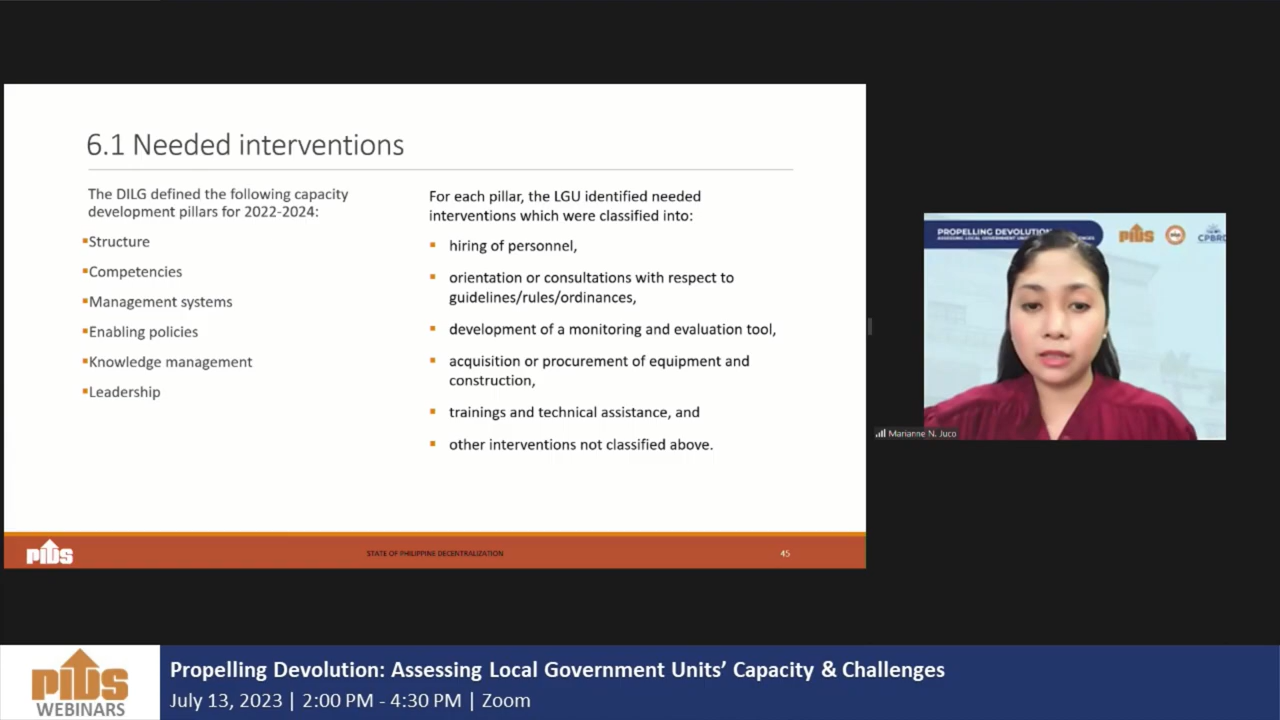 6.1 Needed interventions
The DILG defined the following capacity
development pillars for 2022-2024:
▪Structure
▪Competencies
▪Management systems
▪Enabling policies
▪Knowledge management
▪Leadership
For each pillar, the LGU identified needed
interventions which were classified into:
▪ hiring of personnel,
▪ orientation or consultations with respect to
guidelines/rules/ordinances,
▪ development of a monitoring and evaluation tool,
▪ acquisition or procurement of equipment and
construction,
▪ trainings and technical assistance, and
▪ other interventions not classified above.
pids
STATE OF PHILIPPINE DECENTRALIZATION
45
PROPELLING DEVOLUTION
pids
CPBRD
Marianne N. Juco
pids
WEBINARS
Propelling Devolution: Assessing Local Government Units’ Capacity & Challenges
July 13, 2023 | 2:00 PM - 4:30 PM | Zoom